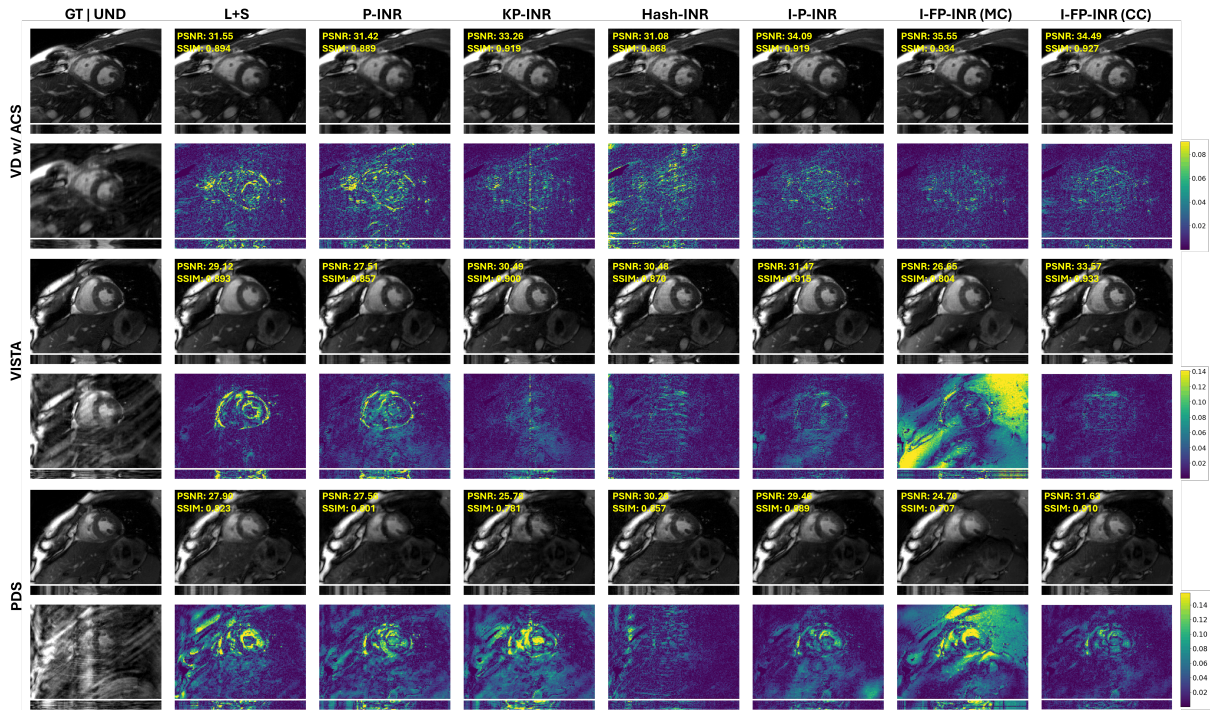 GT | UND L+S P-INR KP-INR Hash-INR I-P-INR I-FP-INR (MC) I-FP-INR (CC)
VD w/ ACS
PSNR: 31.55 PSNR: 31.42 PSNR: 33.26 PSNR: 31.08 PSNR: 34.09 PSNR: 35.55 PSNR: 34.49
SSIM: 0.894 SSIM: 0.889 SSIM: 0.919 SSIM: 0.868 SSIM: 0.919 SSIM: 0.934 SSIM: 0.927
0.08
0.06
0.04
0.02
VISTA
PSNR: 29.12 PSNR: 27.51 PSNR: 30.49 PSNR: 30.48 PSNR: 31.47 PSNR: 26.65 PSNR: 33.57
SSIM: 0.893 SSIM: 0.857 SSIM: 0.900 SSIM: 0.870 SSIM: 0.916 SSIM: 0.804 SSIM: 0.933
0.14
0.12
0.10
0.08
0.06
0.04
0.02
PDS
PSNR: 27.90 PSNR: 27.56 PSNR: 25.78 PSNR: 30.20 PSNR: 29.46 PSNR: 24.70 PSNR: 31.62
SSIM: 0.823 SSIM: 0.801 SSIM: 0.781 SSIM: 0.857 SSIM: 0.889 SSIM: 0.707 SSIM: 0.910
0.14
0.12
0.10
0.08
0.06
0.04
0.02
0.00